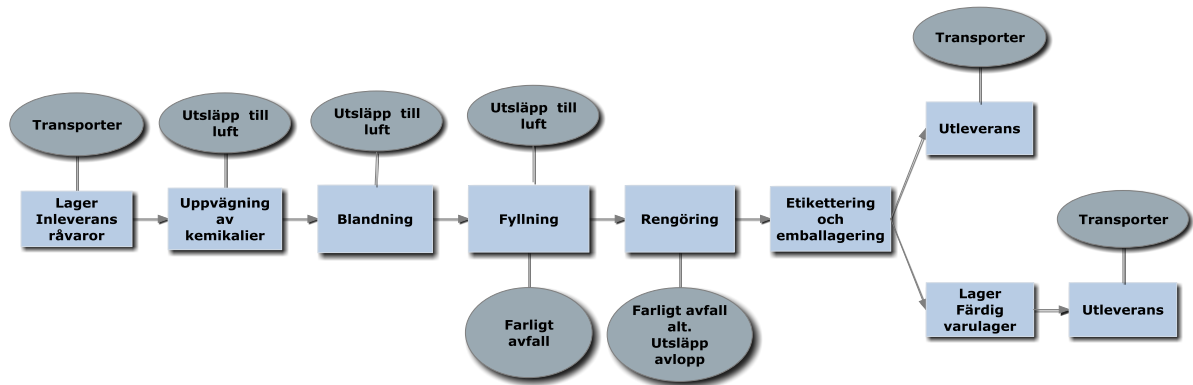 Transporter
Transporter
Utsläpp till
luft
Utsläpp till
luft
Utsläpp till
luft
Utleverans
Transporter
Lager
Inleverans
råvaror
Uppvägning
av
kemikalier
Blandning
Fyllning
Rengöring
Etikettering
och
emballagering
Lager
Färdig
varulager
Utleverans
Farligt
avfall
Farligt avfall
alt.
Utsläpp
avlopp